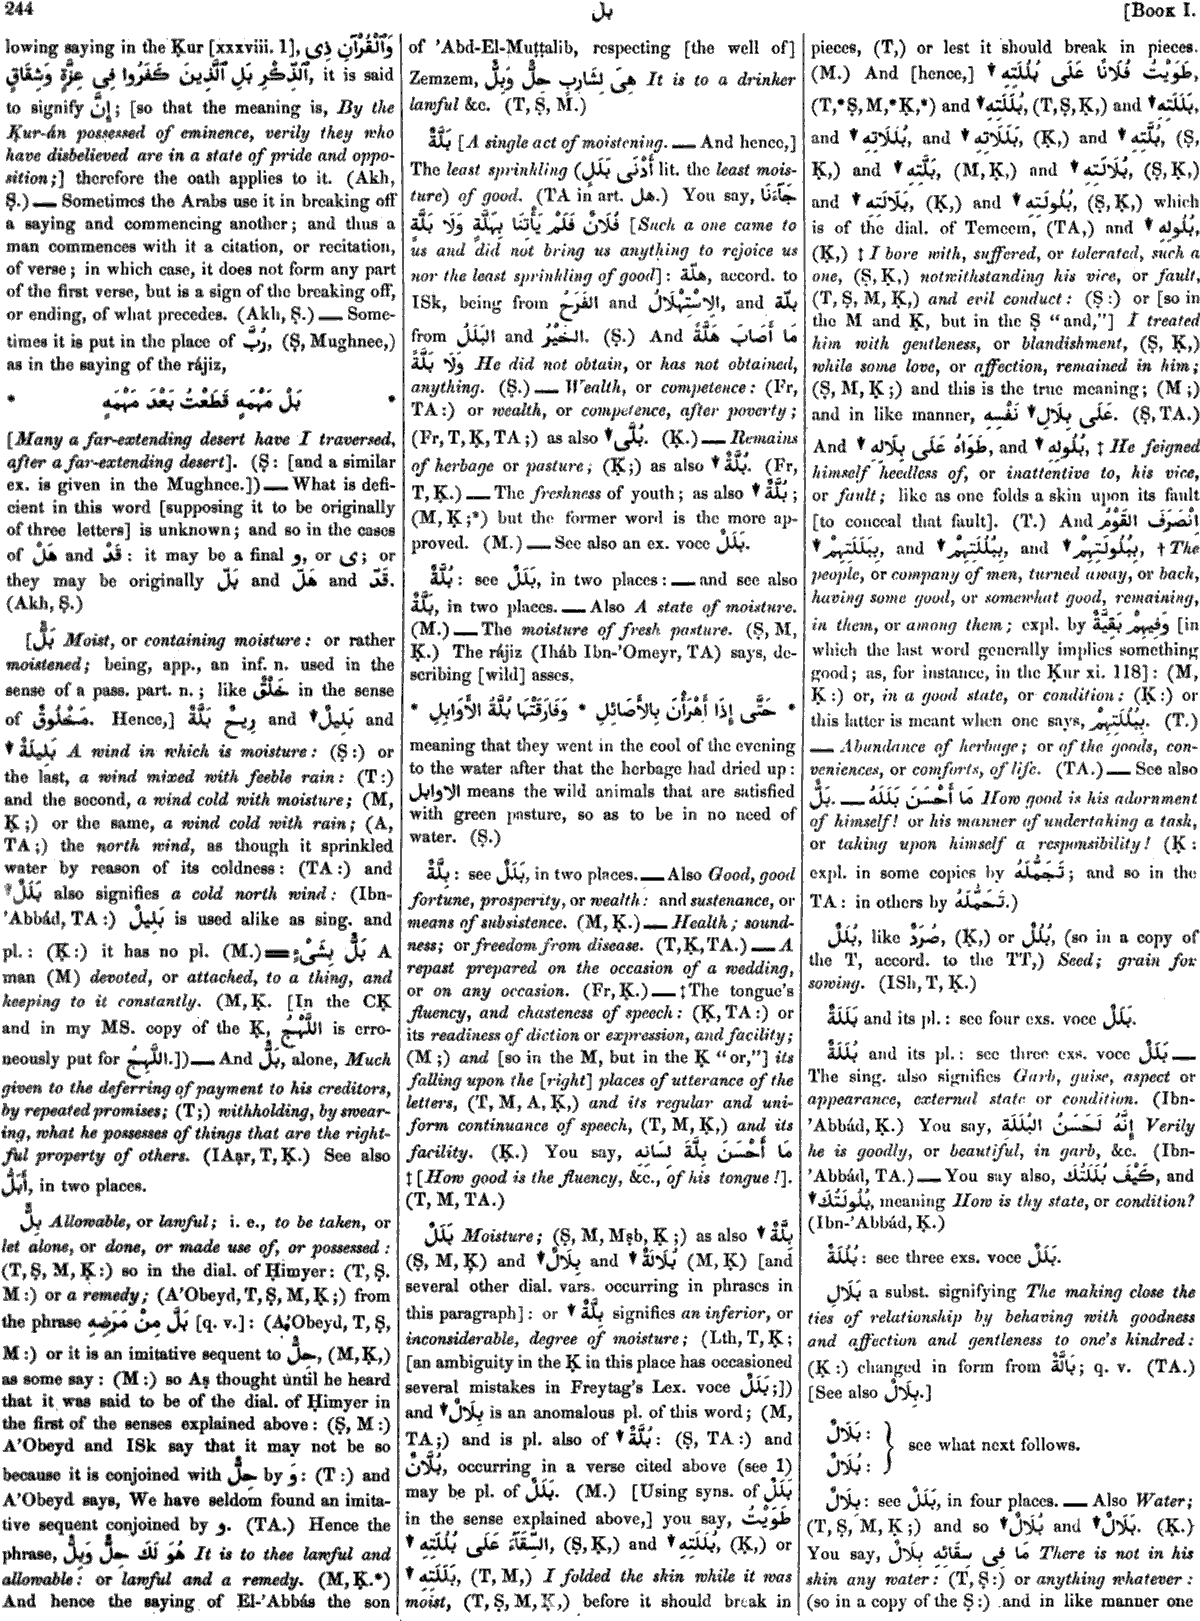 244
بل
[BOOK I.
lowing saying in the Ḳur [xxxviii. 1], وَٱلْقُرْآنِ ذِى
ٱلذِّكْرِ بَلِ ٱلَّذِينَ كَفَرُوا فِى عِزَّةٍ وَشِقَاقٍ, it is said
to signify إِنَّ; [so that the meaning is, By the
Ḳur-án possessed of eminence, verily they who
have disbelieved are in a state of pride and oppo-
sition;] therefore the oath applies to it. (Akh,
Ṣ.) — Sometimes the Arabs use it in breaking off
a saying and commencing another; and thus a
man commences with it a citation, or recitation,
of verse; in which case, it does not form any part
of the first verse, but is a sign of the breaking off,
or ending, of what precedes. (Akh, Ṣ.) — Some-
times it is put in the place of رُبَّ, (Ṣ, Mughnee,)
as in the saying of the rájiz,
* بَلْ مَهْمَهٍ قَطَعْتُ بَعْدَ مَهْمَهِ *
[Many a far-extending desert have I traversed,
after a far-extending desert]. (Ṣ: [and a similar
ex. is given in the Mughnee.]) — What is defi-
cient in this word [supposing it to be originally
of three letters] is unknown; and so in the cases
of هَلْ and قَدْ: it may be a final و, or ى; or
they may be originally بَلّ and هَلّ and قَدّ.
(Akh, Ṣ.)
[بَلٌّ Moist, or containing moisture: or rather
moistened; being, app., an inf. n. used in the
sense of a pass. part. n.; like خَلْقٌ in the sense
of مَخْلُوقٌ. Hence,] رِيحٌ بَلَّةٌ and ▼ بَلِيلٌ and
▼ بَلِيلَةٌ A wind in which is moisture: (Ṣ:) or
the last, a wind mixed with feeble rain: (T:)
and the second, a wind cold with moisture; (M,
Ḳ;) or the same, a wind cold with rain; (A,
TA;) the north wind, as though it sprinkled
water by reason of its coldness: (TA:) and
▼ بَلَلٌ also signifies a cold north wind: (Ibn-
'Abbád, TA:) بَلِيلٌ is used alike as sing. and
pl.: (Ḳ:) it has no pl. (M.) = بَلٌّ بِشَىْءٍ A
man (M) devoted, or attached, to a thing, and
keeping to it constantly. (M, Ḳ. [In the CḲ
and in my MS. copy of the Ḳ, اللَّهْجُ is erro-
neously put for اللَّهِجُ.]) — And بَلٌّ, alone, Much
given to the deferring of payment to his creditors,
by repeated promises; (T;) withholding, by swear-
ing, what he possesses of things that are the right-
ful property of others. (IAạr, T, Ḳ.) See also
أَبَلُّ, in two places.
بِلٌّ Allowable, or lawful; i. e., to be taken, or
let alone, or done, or made use of, or possessed:
(T, Ṣ, M, Ḳ:) so in the dial. of Ḥimyer: (T, Ṣ.
M:) or a remedy; (A'Obeyd, T, Ṣ, M, Ḳ;) from
the phrase بَلَّ مِنْ مَرَضِهِ [q. v.]: (A'Obeyd, T, Ṣ,
M:) or it is an imitative sequent to حِلٌّ, (M, Ḳ,)
as some say: (M:) so Aṣ thought until he heard
that it was said to be of the dial. of Ḥimyer in
the first of the senses explained above: (Ṣ, M:)
A'Obeyd and ISk say that it may not be so
because it is conjoined with حِلٌّ by وَ: (T:) and
A'Obeyd says, We have seldom found an imita-
tive sequent conjoined by و. (TA.) Hence the
phrase, هُوَ لَكَ حِلٌّ وَبِلٌّ It is to thee lawful and
allowable: or lawful and a remedy. (M, Ḳ.*)
And hence the saying of El-'Abbás the son
of 'Abd-El-Muṭṭalib, respecting [the well of]
Zemzem, هِىَ لِشَارِبٍ حِلٌّ وَبِلٌّ It is to a drinker
lawful &c. (T, Ṣ, M.)
بَلَّةٌ [A single act of moistening. — And hence,]
The least sprinkling (أَدْنَى بَلَلٍ lit. the least mois-
ture) of good. (TA in art. هل.) You say, جَآءَنَا
فُلَانٌ فَلَمْ يَأْتِنَا بِهَلَّةٍ وَلَا بَلَّةٍ [Such a one came to
us and did not bring us anything to rejoice us
nor the least sprinkling of good]: هَلّة, accord. to
ISk, being from الفَرَحُ and الاِسْتِهْلَالُ, and بَلّة
from البَلَلُ and الخَيْرُ. (Ṣ.) And مَا أَصَابَ هَلَّةً
وَلَا بَلَّةً He did not obtain, or has not obtained,
anything. (Ṣ.) — Wealth, or competence: (Fr,
TA:) or wealth, or competence, after poverty;
(Fr, T, Ḳ, TA;) as also ▼ بُلَّى. (Ḳ.) — Remains
of herbage or pasture; (Ḳ;) as also ▼ بُلَّةٌ. (Fr,
T, Ḳ.) — The freshness of youth; as also ▼ بُلَّةٌ;
(M, Ḳ;*) but the former word is the more ap-
proved. (M.) — See also an ex. voce بَلَلٌ.
بُلَّةٌ: see بَلَلٌ, in two places: — and see also
بَلَّةٌ, in two places. — Also A state of moisture.
(M.) — The moisture of fresh pasture. (Ṣ, M,
Ḳ.) The rájiz (Iháb Ibn-'Omeyr, TA) says, de-
scribing [wild] asses,
* حَتَّى إِذَا أَهْرَأْنَ بِالأَصَائِلِ * وَفَارَقَتْهَا بُلَّةُ الأَوَابِلِ *
meaning that they went in the cool of the evening
to the water after that the herbage had dried up:
الاوابل means the wild animals that are satisfied
with green pasture, so as to be in no need of
water. (Ṣ.)
بِلَّةٌ: see بَلَلٌ, in two places. — Also Good, good
fortune, prosperity, or wealth: and sustenance, or
means of subsistence. (M, Ḳ.) — Health; sound-
ness; or freedom from disease. (T, Ḳ, TA.) — A
repast prepared on the occasion of a wedding,
or on any occasion. (Fr, Ḳ.) — ‡ The tongue's
fluency, and chasteness of speech: (Ḳ, TA:) or
its readiness of diction or expression, and facility;
(M;) and [so in the M, but in the Ḳ "or,"] its
falling upon the [right] places of utterance of the
letters, (T, M, A, Ḳ,) and its regular and uni-
form continuance of speech, (T, M, Ḳ,) and its
facility. (Ḳ.) You say, مَا أَحْسَنَ بِلَّةَ لِسَانِهِ
‡ [How good is the fluency, &c., of his tongue!].
(T, M, TA.)
بَلَلٌ Moisture; (Ṣ, M, Mṣb, Ḳ;) as also ▼ بِلَّةٌ
(Ṣ, M, Ḳ) and ▼ بِلَالٌ and ▼ بُلَالَةٌ (M, Ḳ) [and
several other dial. vars. occurring in phrases in
this paragraph]: or ▼ بُلَّةٌ signifies an inferior, or
inconsiderable, degree of moisture; (Lth, T, Ḳ;
[an ambiguity in the Ḳ in this place has occasioned
several mistakes in Freytag's Lex. voce بَلَلٌ;])
and ▼ بِلَالٌ is an anomalous pl. of this word; (M,
TA;) and is pl. also of ▼ بُلَّةٌ: (Ṣ, TA:) and
بُلَّانٌ, occurring in a verse cited above (see 1)
may be pl. of بَلَلٌ. (M.) [Using syns. of بَلَلٌ
in the sense explained above,] you say, طَوَيْتُ
السِّقَآءَ عَلَى بُلُلَتِهِ ▼, (Ṣ, Ḳ,) and ▼ بُلَلَتِهِ, (Ḳ,) or
▼ بَلَلَتِهِ, (T, M,) I folded the skin while it was
moist, (T, Ṣ, M, Ḳ,) before it should break in
pieces, (T,) or lest it should break in pieces.
(M.) And [hence,] طَوَيْتُ فُلَانًا عَلَى بُلُلَتِهِ ▼,
(T,* Ṣ, M,* Ḳ,*) and ▼ بُلَلَتِهِ, (T, Ṣ, Ḳ,) and ▼ بَلَلَتِهِ,
and ▼ بُلَلَاتِهِ, and ▼ بَلَلَاتِهِ, (Ḳ,) and ▼ بُلَّتِهِ, (Ṣ,
Ḳ,) and ▼ بَلَّتِهِ, (M, Ḳ,) and ▼ بُلَالَتِهِ, (Ṣ, Ḳ,)
and ▼ بَلَالَتِهِ, (Ḳ,) and ▼ بُلُولَتِهِ, (Ṣ, Ḳ,) which
is of the dial. of Temeem, (TA,) and ▼ بُلُولِهِ,
(Ḳ,) ‡ I bore with, suffered, or tolerated, such a
one, (Ṣ, Ḳ,) notwithstanding his vice, or fault,
(T, Ṣ, M, Ḳ,) and evil conduct: (Ṣ:) or [so in
the M and Ḳ, but in the Ṣ "and,"] I treated
him with gentleness, or blandishment, (Ṣ, Ḳ,)
while some love, or affection, remained in him;
(Ṣ, M, Ḳ;) and this is the true meaning; (M;)
and in like manner, عَلَى بِلَالِ ▼ نَفْسِهِ. (Ṣ, TA.)
And طَوَاهُ عَلَى بِلَالِهِ ▼, and ▼ بُلُولِهِ, ‡ He feigned
himself heedless of, or inattentive to, his vice,
or fault; like as one folds a skin upon its fault
[to conceal that fault]. (T.) And اِنْصَرَفَ القَوْمُ
▼ بِبُلُولَتِهِمْ, and ▼ بِبُلُلَتِهِمْ, and ▼ بِبَلَلَتِهِمْ, † The
people, or company of men, turned away, or back,
having some good, or somewhat good, remaining,
in them, or among them; expl. by وَفِيهِمْ بَقِيَّةٌ [in
which the last word generally implies something
good; as, for instance, in the Ḳur xi. 118]: (M,
Ḳ:) or, in a good state, or condition: (Ḳ:) or
this latter is meant when one says, بِبُلُلَتِهِمْ. (T.)
— Abundance of herbage; or of the goods, con-
veniences, or comforts, of life. (TA.) — See also
بَلٌّ. — مَا أَحْسَنَ بَلَلَهُ How good is his adornment
of himself! or his manner of undertaking a task,
or taking upon himself a responsibility! (Ḳ:
expl. in some copies by تَجَمُّلَهُ; and so in the
TA: in others by تَحَمُّلَهُ.)
بُلَلٌ, like صُرَدٌ, (Ḳ,) or بُلُلٌ, (so in a copy of
the T, accord. to the TT,) Seed; grain for
sowing. (ISh, T, Ḳ.)
بَلَلَةٌ and its pl.: see four exs. voce بَلَلٌ.
بُلَلَةٌ and its pl.: see three exs. voce بَلَلٌ —
The sing. also signifies Garb, guise, aspect or
appearance, external state or condition. (Ibn-
'Abbád, Ḳ.) You say, إِنَّهُ لَحَسَنُ البُلَلَةِ Verily
he is goodly, or beautiful, in garb, &c. (Ibn-
'Abbád, TA.) — You say also, كَيْفَ بُلَلَتُكَ, and
▼ بُلُولَتُكَ, meaning How is thy state, or condition?
(Ibn-'Abbád, Ḳ.)
بُلُلَةٌ: see three exs. voce بَلَلٌ.
بَلَالِ a subst. signifying The making close the
ties of relationship by behaving with goodness
and affection and gentleness to one's kindred:
(Ḳ:) changed in form from بَالَّةٌ; q. v. (TA.)
[See also بِلَالٌ.]
بَلَالٌ:
بُلَالٌ:
} see what next follows.
بِلَالٌ: see بَلَلٌ, in four places. — Also Water;
(T, Ṣ, M, Ḳ;) and so ▼ بُلَالٌ and ▼ بَلَالٌ. (Ḳ.)
You say, مَا فِى سِقَائِهِ بِلَالٌ There is not in his
skin any water: (T, Ṣ:) or anything whatever:
(so in a copy of the Ṣ:) and in like manner one